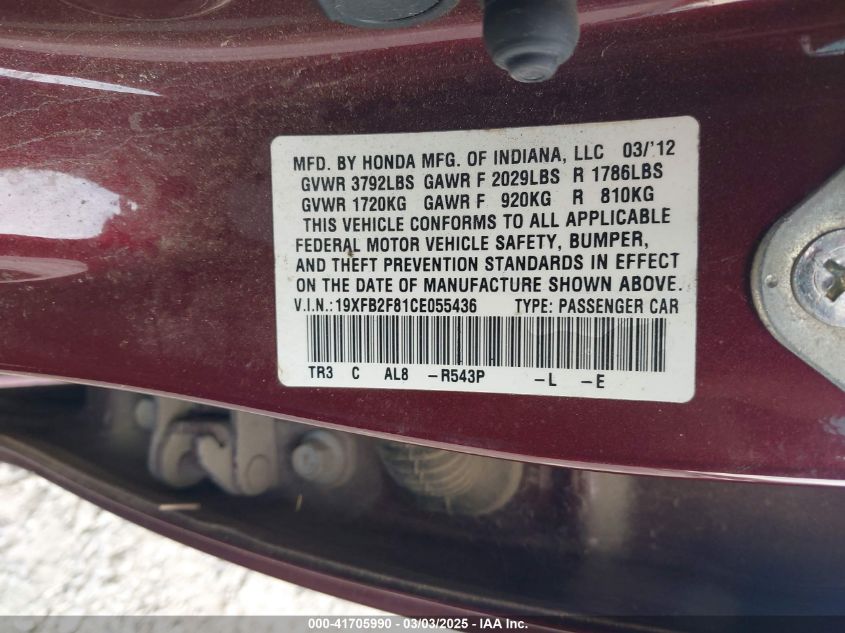 MFD. BY HONDA MFG. OF INDIANA, LLC 03/'12
GVWR 3792LBS GAWR F 2029LBS R 1786LBS
GVWR 1720KG GAWR F 920KG R 810KG
THIS VEHICLE CONFORMS TO ALL APPLICABLE
FEDERAL MOTOR VEHICLE SAFETY, BUMPER,
AND THEFT PREVENTION STANDARDS IN EFFECT
ON THE DATE OF MANUFACTURE SHOWN ABOVE.
V.I.N.: 19XFB2F81CE055436 TYPE: PASSENGER CAR
TR3 C AL8 -R543P -L -E
000-41705990 - 03/03/2025 - IAA Inc.